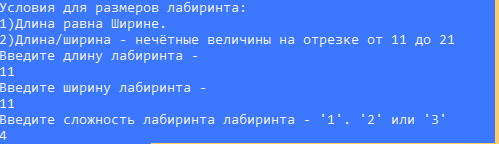 Условия для размеров лабиринта:
1)Длина равна Ширине.
2)Длина/ширина - нечётные величины на отрезке от 11 до 21
Введите длину лабиринта -
11
Введите ширину лабиринта -
11
Введите сложность лабиринта лабиринта - '1'. '2' или '3'
4